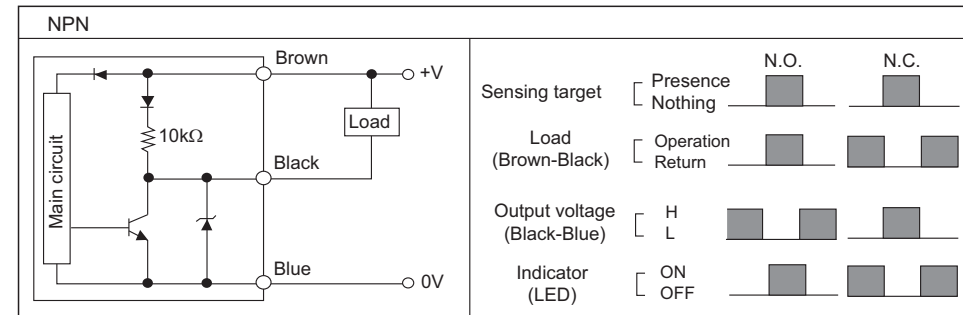 NPN
Brown
+V
Load
10kΩ
Main circuit
Black
Blue
0V
N.O. N.C.
Sensing target Presence
Nothing
Load
(Brown-Black) Operation
Return
Output voltage
(Black-Blue) H
L
Indicator
(LED) ON
OFF